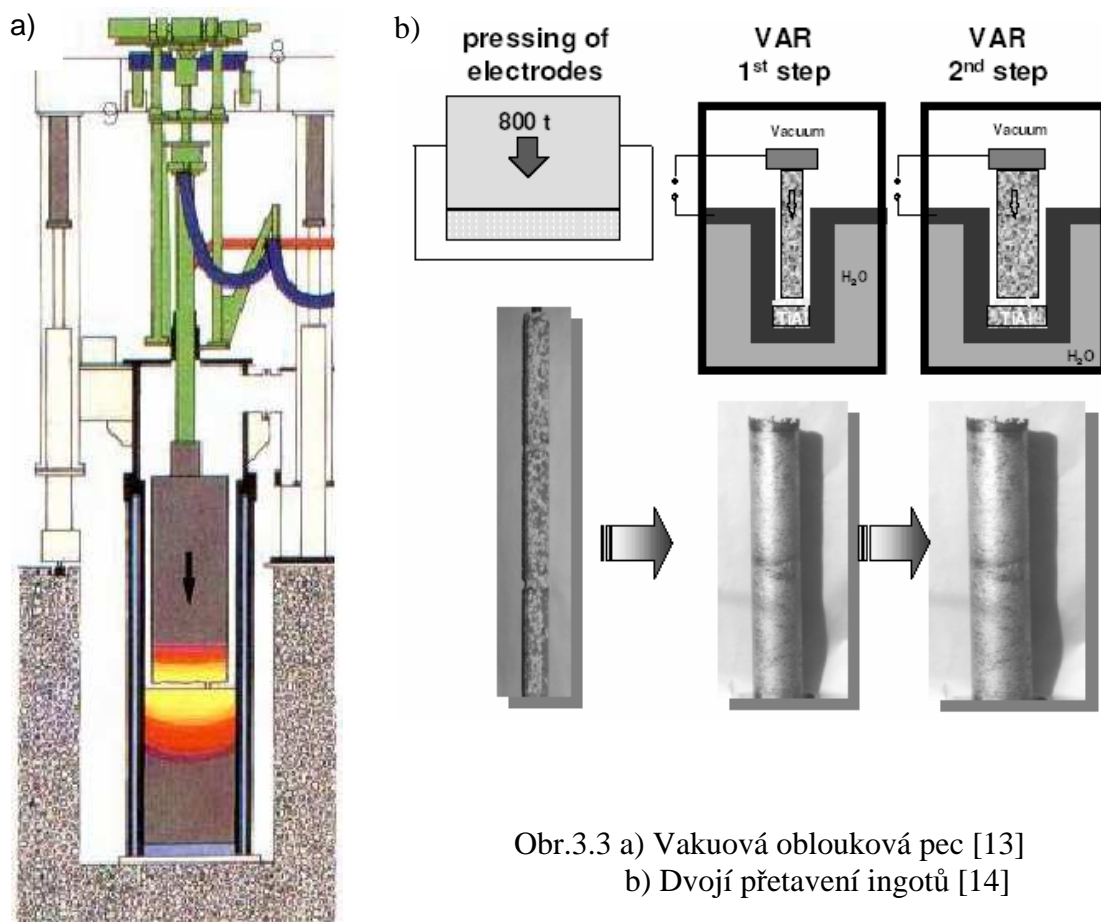 a)
b)
pressing of
electrodes
800 t
VAR
1st step
Vacuum
H₂O
TiAl
VAR
2nd step
Vacuum
TiAl
H₂O
Obr.3.3 a) Vakuová oblouková pec [13]
b) Dvojí přetavení ingotů [14]